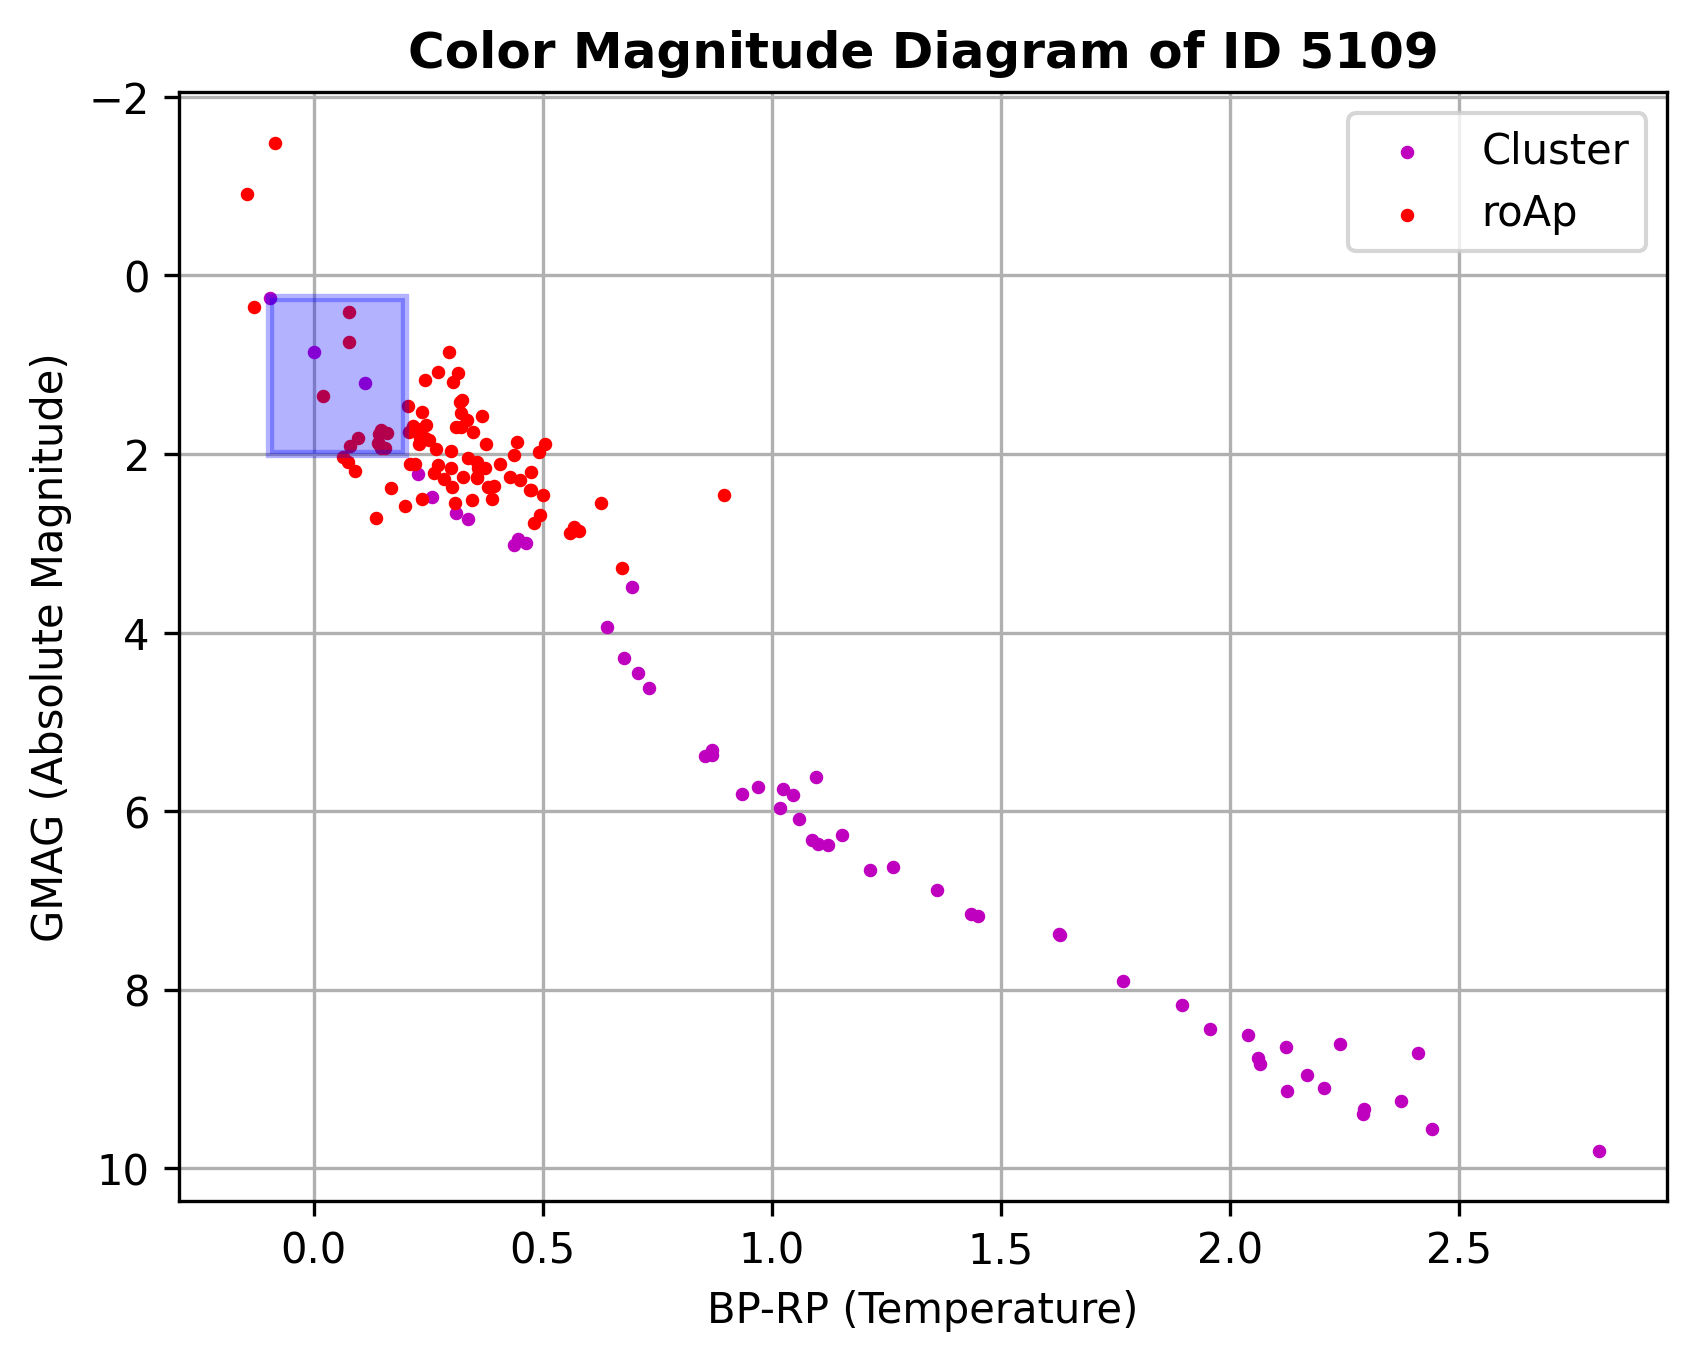 Color Magnitude Diagram of ID 5109
Cluster
roAp
GMAG (Absolute Magnitude)
−2
0
2
4
6
8
10
0.0 0.5 1.0 1.5 2.0 2.5
BP-RP (Temperature)